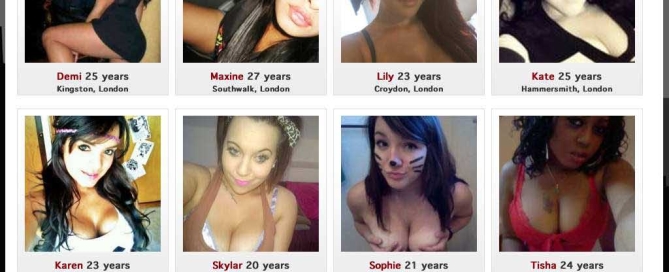 Demi 25 years
Kingston, London
Maxine 27 years
Southwalk, London
Lily 23 years
Croydon, London
Kate 25 years
Hammersmith, London
Karen 23 years
Skylar 20 years
Sophie 21 years
Tisha 24 years